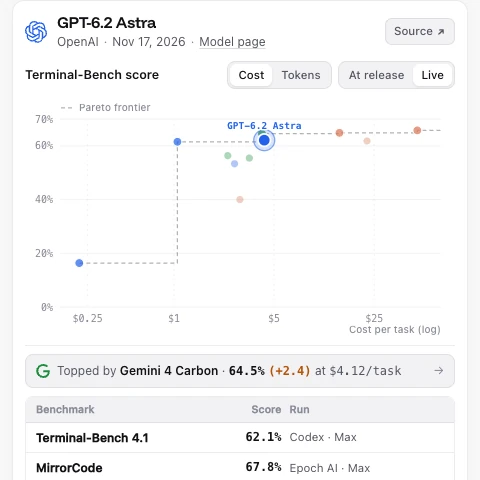 GPT-6.2 Astra
OpenAI · Nov 17, 2026 · Model page
Source ↗
Terminal-Bench score
Cost Tokens
At release Live
Pareto frontier
70%
60%
40%
20%
0%
GPT-6.2 Astra
$0.25 $1 $5 $25
Cost per task (log)
Topped by Gemini 4 Carbon · 64.5% (+2.4) at $4.12/task →
Benchmark Score Run
Terminal-Bench 4.1 62.1% Codex · Max
MirrorCode 67.8% Epoch AI · Max